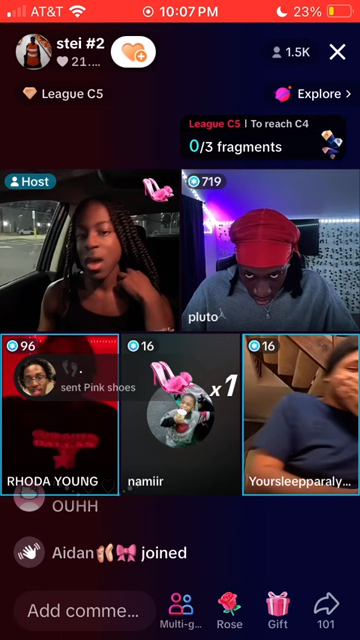 AT&T
10:07 PM
23%
stei #2
21....
1.5K
League C5
Explore >
League C5 | To reach C4
0/3 fragments
Host
719
pluto
96
16
16
.
sent Pink shoes
x1
RHODA YOUNG
namiir
Yoursleepparaly...
OUHH
Aidan joined
Add comme...
Multi-g...
Rose
Gift
101